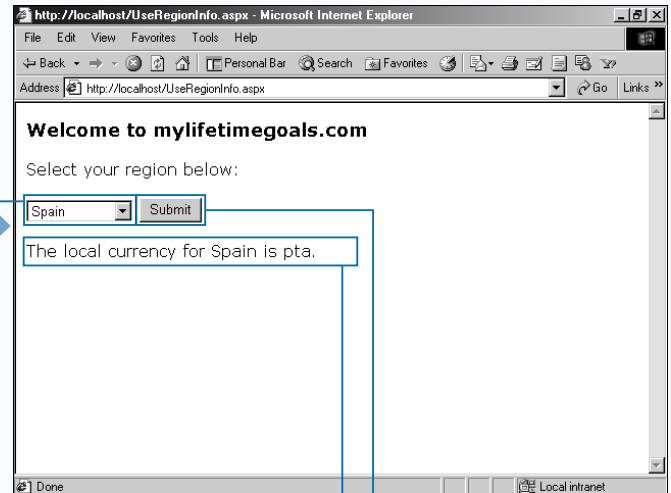 http://localhost/UseRegionInfo.aspx - Microsoft Internet Explorer
File Edit View Favorites Tools Help
Back Personal Bar Search Favorites
Address http://localhost/UseRegionInfo.aspx Go Links »
Welcome to mylifetimegoals.com
Select your region below:
Spain Submit
The local currency for Spain is pta.
Done Local intranet